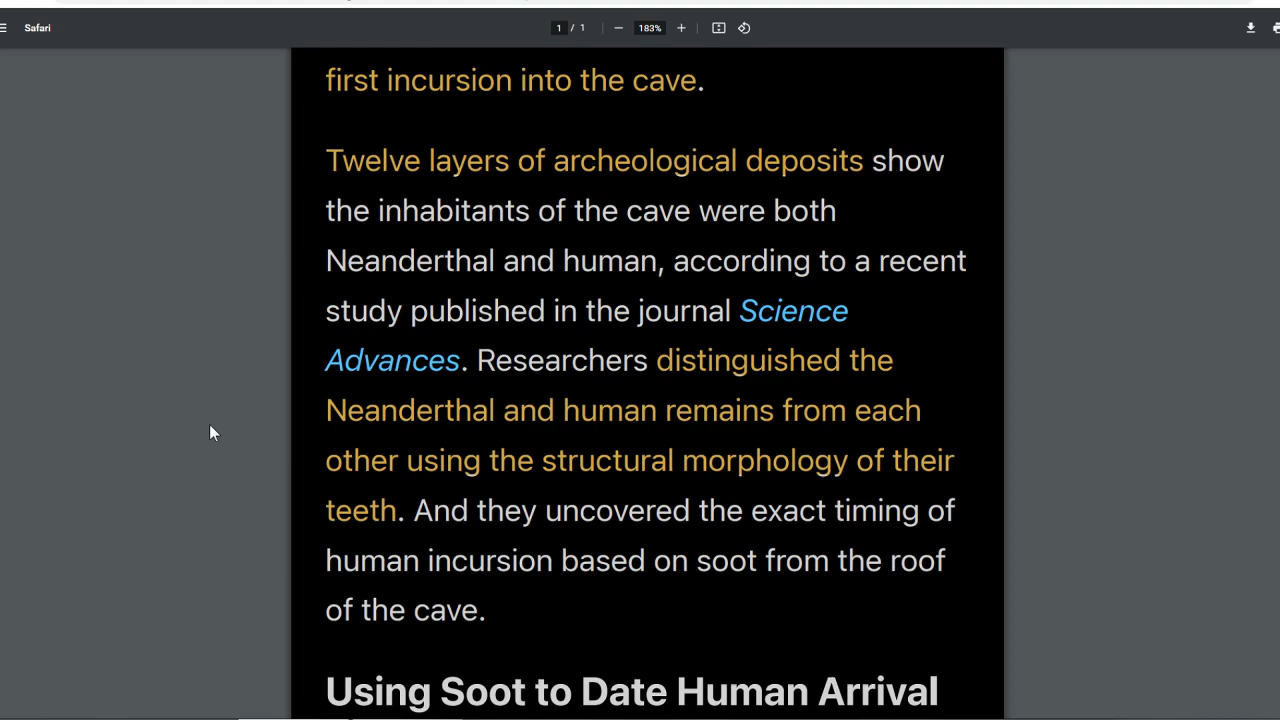 Safari
1 / 1
183%
first incursion into the cave.
Twelve layers of archeological deposits show
the inhabitants of the cave were both
Neanderthal and human, according to a recent
study published in the journal Science
Advances. Researchers distinguished the
Neanderthal and human remains from each
other using the structural morphology of their
teeth. And they uncovered the exact timing of
human incursion based on soot from the roof
of the cave.
Using Soot to Date Human Arrival